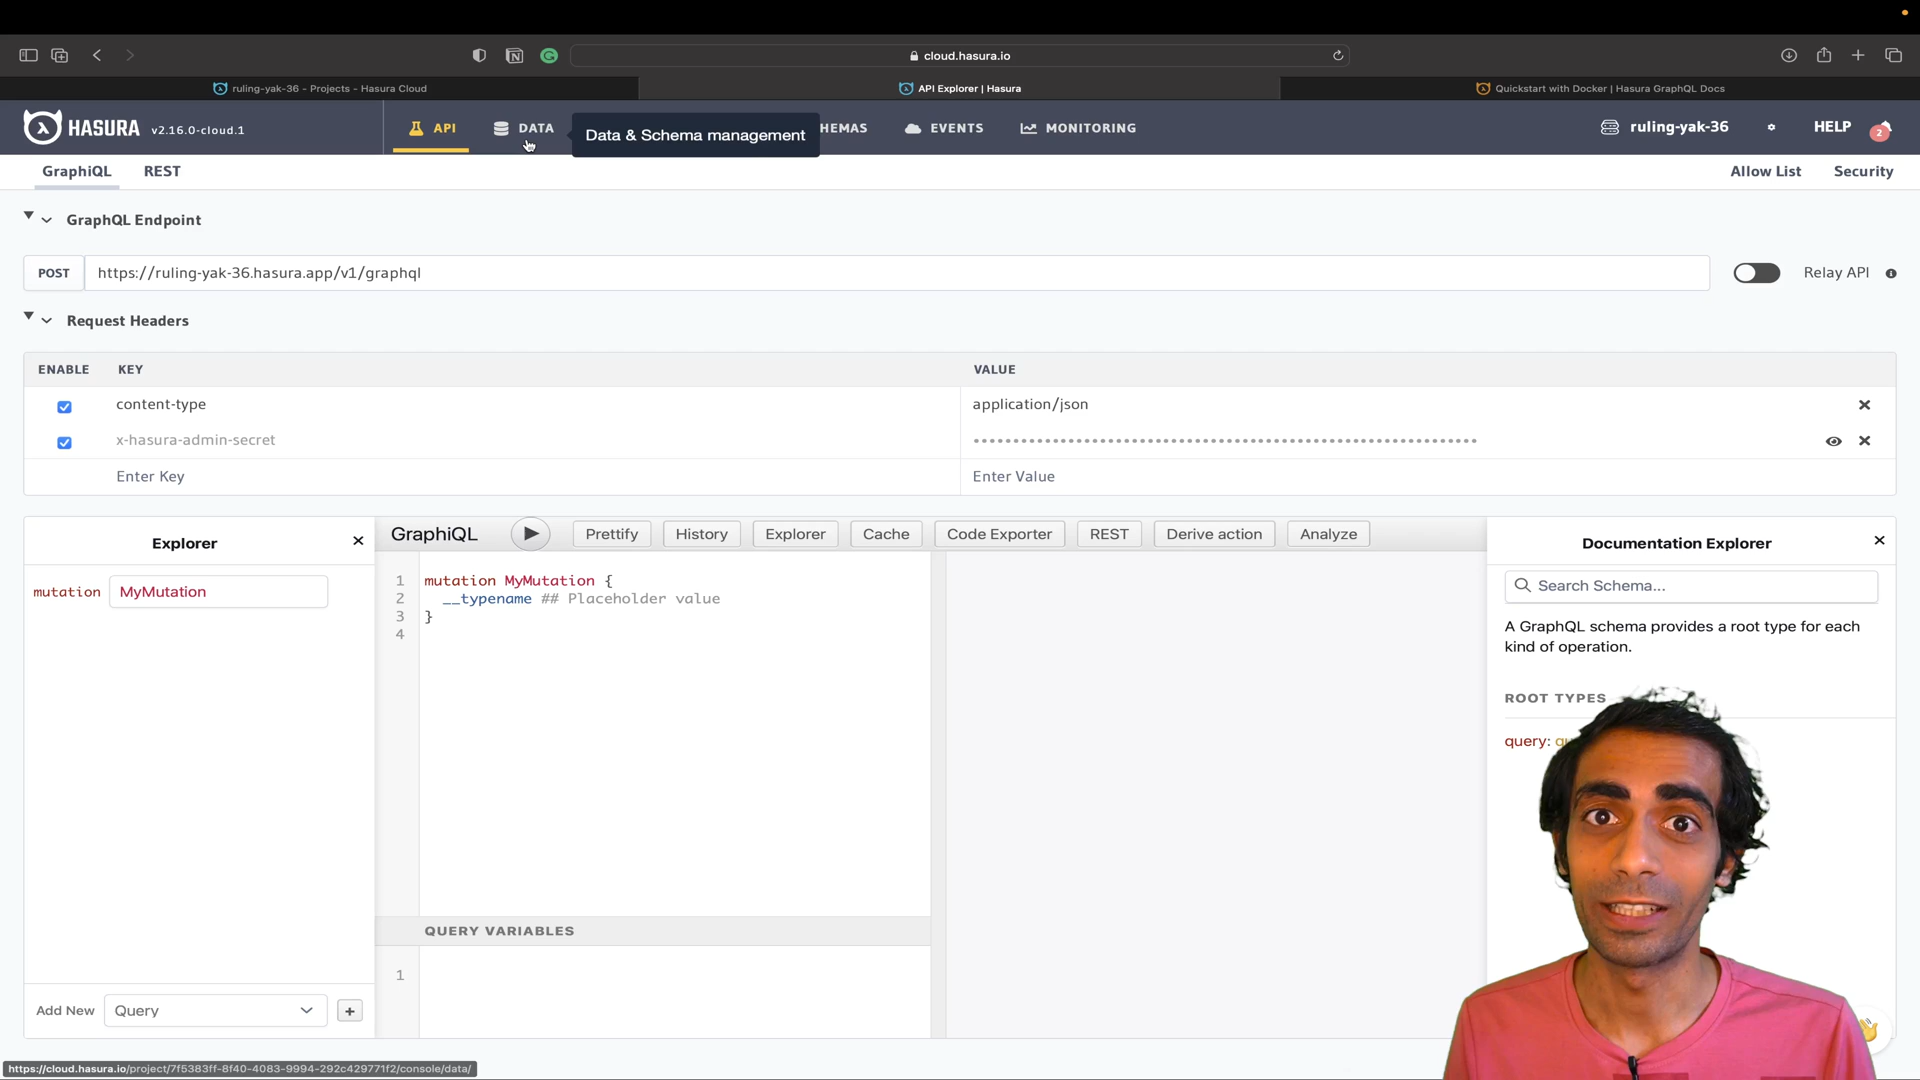 cloud.hasura.io
ruling-yak-36 - Projects - Hasura Cloud
API Explorer | Hasura
Quickstart with Docker | Hasura GraphQL Docs
HASURA v2.16.0-cloud.1
API
DATA
Data & Schema management
HEMAS
EVENTS
MONITORING
ruling-yak-36
HELP
2
GraphiQL
REST
Allow List
Security
GraphQL Endpoint
POST
https://ruling-yak-36.hasura.app/v1/graphql
Relay API
Request Headers
ENABLE KEY VALUE
content-type application/json
x-hasura-admin-secret
Enter Key Enter Value
Explorer
mutation MyMutation
Add New Query +
GraphiQL
Prettify
History
Explorer
Cache
Code Exporter
REST
Derive action
Analyze
1 mutation MyMutation {
2 __typename ## Placeholder value
3 }
4
QUERY VARIABLES
1
Documentation Explorer
Search Schema...
A GraphQL schema provides a root type for each
kind of operation.
ROOT TYPES
query:
https://cloud.hasura.io/project/7f5383ff-8f40-4083-9994-292c429771f2/console/data/